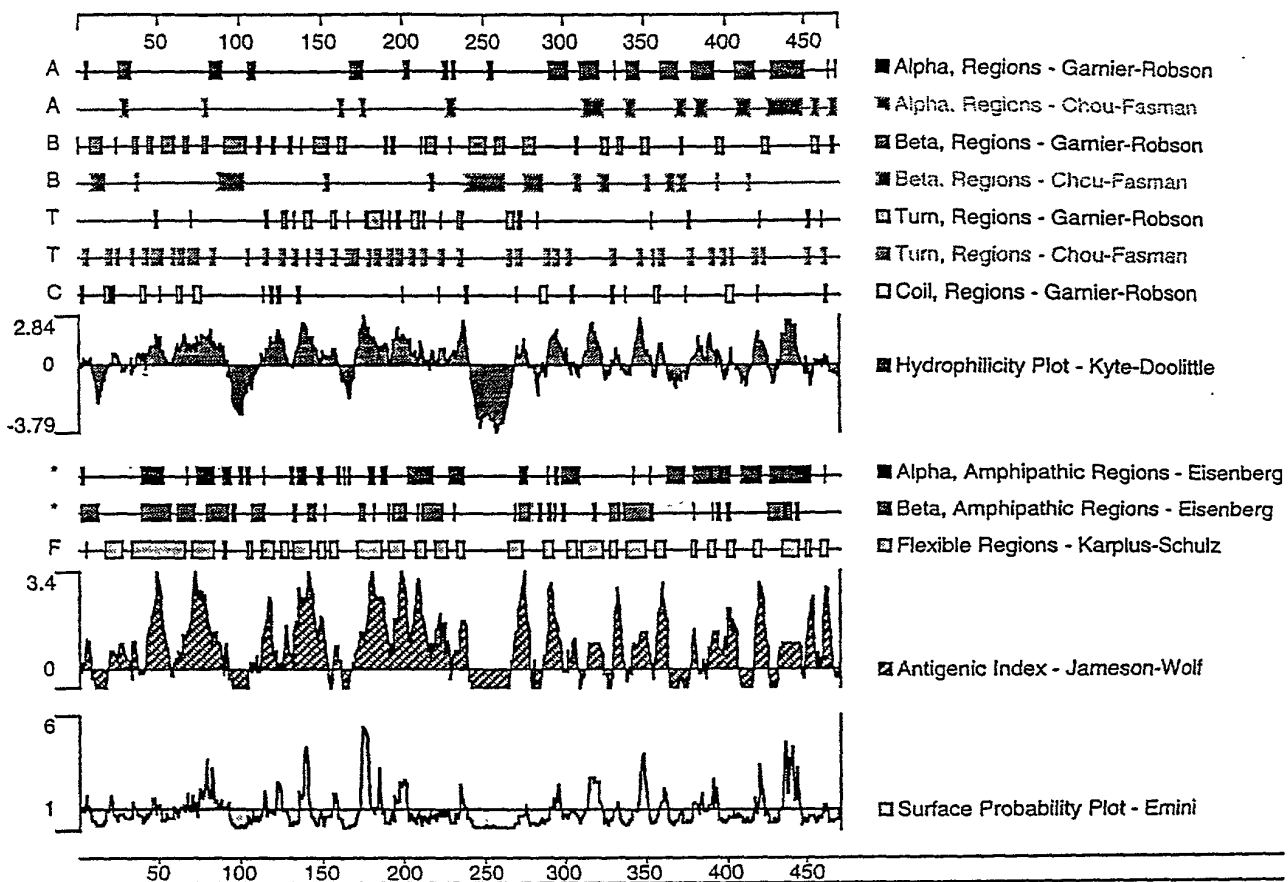 50 100 150 200 250 300 350 400 450
A Alpha, Regions - Garnier-Robson
A Alpha, Regions - Chou-Fasman
B Beta, Regions - Garnier-Robson
B Beta, Regions - Chou-Fasman
T Turn, Regions - Garnier-Robson
T Turn, Regions - Chou-Fasman
C Coil, Regions - Garnier-Robson
2.84
0 Hydrophilicity Plot - Kyte-Doolittle
-3.79
* Alpha, Amphipathic Regions - Eisenberg
* Beta, Amphipathic Regions - Eisenberg
F Flexible Regions - Karplus-Schulz
3.4
0 Antigenic Index - Jameson-Wolf
6
1 Surface Probability Plot - Emini
50 100 150 200 250 300 350 400 450